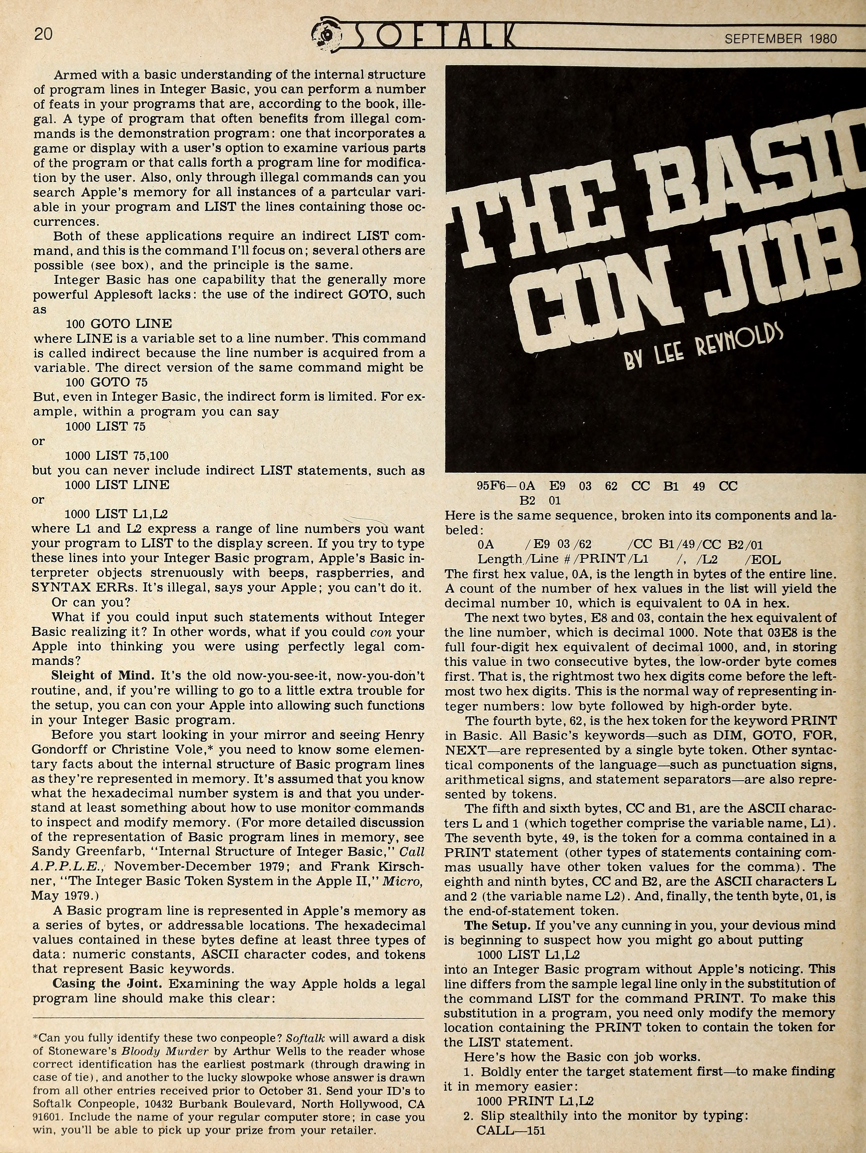 20
SOFTALK
SEPTEMBER 1980
Armed with a basic understanding of the internal structure
of program lines in Integer Basic, you can perform a number
of feats in your programs that are, according to the book, ille-
gal. A type of program that often benefits from illegal com-
mands is the demonstration program: one that incorporates a
game or display with a user's option to examine various parts
of the program or that calls forth a program line for modifica-
tion by the user. Also, only through illegal commands can you
search Apple's memory for all instances of a partcular vari-
able in your program and LIST the lines containing those oc-
currences.
Both of these applications require an indirect LIST com-
mand, and this is the command I'll focus on; several others are
possible (see box), and the principle is the same.
Integer Basic has one capability that the generally more
powerful Applesoft lacks: the use of the indirect GOTO, such
as
100 GOTO LINE
where LINE is a variable set to a line number. This command
is called indirect because the line number is acquired from a
variable. The direct version of the same command might be
100 GOTO 75
But, even in Integer Basic, the indirect form is limited. For ex-
ample, within a program you can say
1000 LIST 75
or
1000 LIST 75,100
but you can never include indirect LIST statements, such as
1000 LIST LINE
or
1000 LIST L1,L2
where L1 and L2 express a range of line numbers you want
your program to LIST to the display screen. If you try to type
these lines into your Integer Basic program, Apple's Basic in-
terpreter objects strenuously with beeps, raspberries, and
SYNTAX ERRs. It's illegal, says your Apple; you can't do it.
Or can you?
What if you could input such statements without Integer
Basic realizing it? In other words, what if you could con your
Apple into thinking you were using perfectly legal com-
mands?
Sleight of Mind. It's the old now-you-see-it, now-you-don't
routine, and, if you're willing to go to a little extra trouble for
the setup, you can con your Apple into allowing such functions
in your Integer Basic program.
Before you start looking in your mirror and seeing Henry
Gondorff or Christine Vole,* you need to know some elemen-
tary facts about the internal structure of Basic program lines
as they're represented in memory. It's assumed that you know
what the hexadecimal number system is and that you under-
stand at least something about how to use monitor commands
to inspect and modify memory. (For more detailed discussion
of the representation of Basic program lines in memory, see
Sandy Greenfarb, "Internal Structure of Integer Basic," Call
A.P.P.L.E., November-December 1979; and Frank Kirsch-
ner, "The Integer Basic Token System in the Apple II," Micro,
May 1979.)
A Basic program line is represented in Apple's memory as
a series of bytes, or addressable locations. The hexadecimal
values contained in these bytes define at least three types of
data: numeric constants, ASCII character codes, and tokens
that represent Basic keywords.
Casing the Joint. Examining the way Apple holds a legal
program line should make this clear:
*Can you fully identify these two conpeople? Softalk will award a disk
of Stoneware's Bloody Murder by Arthur Wells to the reader whose
correct identification has the earliest postmark (through drawing in
case of tie), and another to the lucky slowpoke whose answer is drawn
from all other entries received prior to October 31. Send your ID's to
Softalk Conpeople, 10432 Burbank Boulevard, North Hollywood, CA
91601. Include the name of your regular computer store; in case you
win, you'll be able to pick up your prize from your retailer.
THE BASIC
CON JOB
BY LEE REYNOLDS
95F6— 0A E9 03 62 CC B1 49 CC
B2 01
Here is the same sequence, broken into its components and la-
beled:
0A /E9 03 /62 /CC B1/49/CC B2/01
Length/Line #/PRINT/L1 /, /L2 /EOL
The first hex value, 0A, is the length in bytes of the entire line.
A count of the number of hex values in the list will yield the
decimal number 10, which is equivalent to 0A in hex.
The next two bytes, E8 and 03, contain the hex equivalent of
the line number, which is decimal 1000. Note that 03E8 is the
full four-digit hex equivalent of decimal 1000, and, in storing
this value in two consecutive bytes, the low-order byte comes
first. That is, the rightmost two hex digits come before the left-
most two hex digits. This is the normal way of representing in-
teger numbers: low byte followed by high-order byte.
The fourth byte, 62, is the hex token for the keyword PRINT
in Basic. All Basic's keywords—such as DIM, GOTO, FOR,
NEXT—are represented by a single byte token. Other syntac-
tical components of the language—such as punctuation signs,
arithmetical signs, and statement separators—are also repre-
sented by tokens.
The fifth and sixth bytes, CC and B1, are the ASCII charac-
ters L and 1 (which together comprise the variable name, L1).
The seventh byte, 49, is the token for a comma contained in a
PRINT statement (other types of statements containing com-
mas usually have other token values for the comma). The
eighth and ninth bytes, CC and B2, are the ASCII characters L
and 2 (the variable name L2). And, finally, the tenth byte, 01, is
the end-of-statement token.
The Setup. If you've any cunning in you, your devious mind
is beginning to suspect how you might go about putting
1000 LIST L1,L2
into an Integer Basic program without Apple's noticing. This
line differs from the sample legal line only in the substitution of
the command LIST for the command PRINT. To make this
substitution in a program, you need only modify the memory
location containing the PRINT token to contain the token for
the LIST statement.
Here's how the Basic con job works.
1. Boldly enter the target statement first—to make finding
it in memory easier:
1000 PRINT L1,L2
2. Slip stealthily into the monitor by typing:
CALL—151